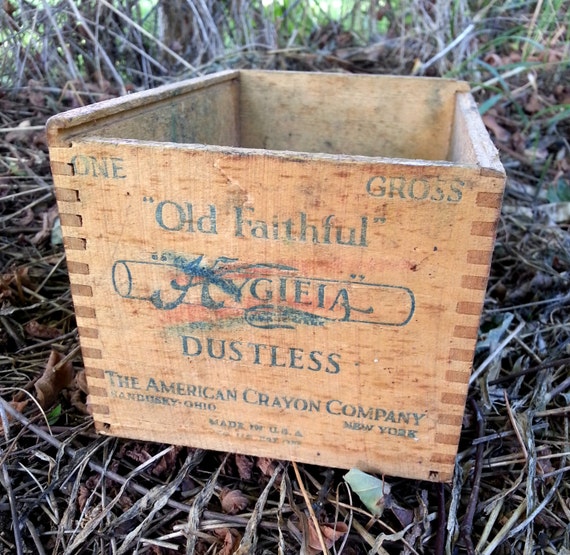 ONE GROSS
"Old Faithful"
"HYGIEIA"
DUSTLESS
THE AMERICAN CRAYON COMPANY
SANDUSKY-OHIO NEW YORK
MADE IN U.S.A.